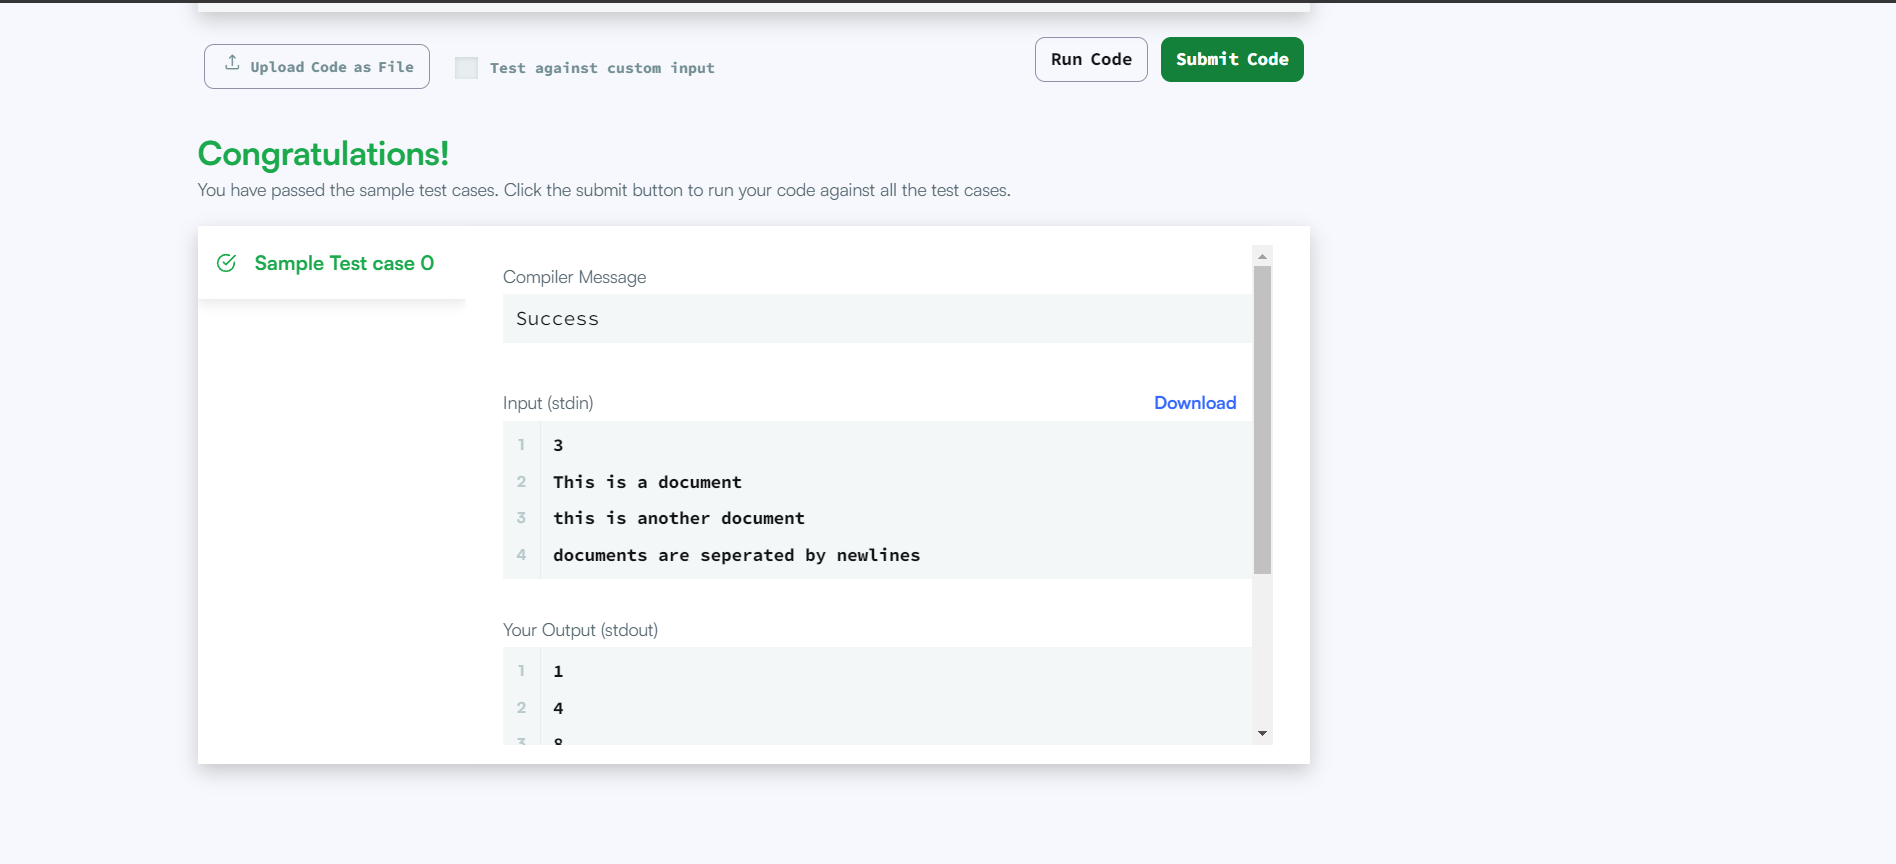 Upload Code as File
Test against custom input
Run Code
Submit Code
Congratulations!
You have passed the sample test cases. Click the submit button to run your code against all the test cases.
Sample Test case 0
Compiler Message
Success
Input (stdin)
Download
1 3
2 This is a document
3 this is another document
4 documents are seperated by newlines
Your Output (stdout)
1 1
2 4
3 8